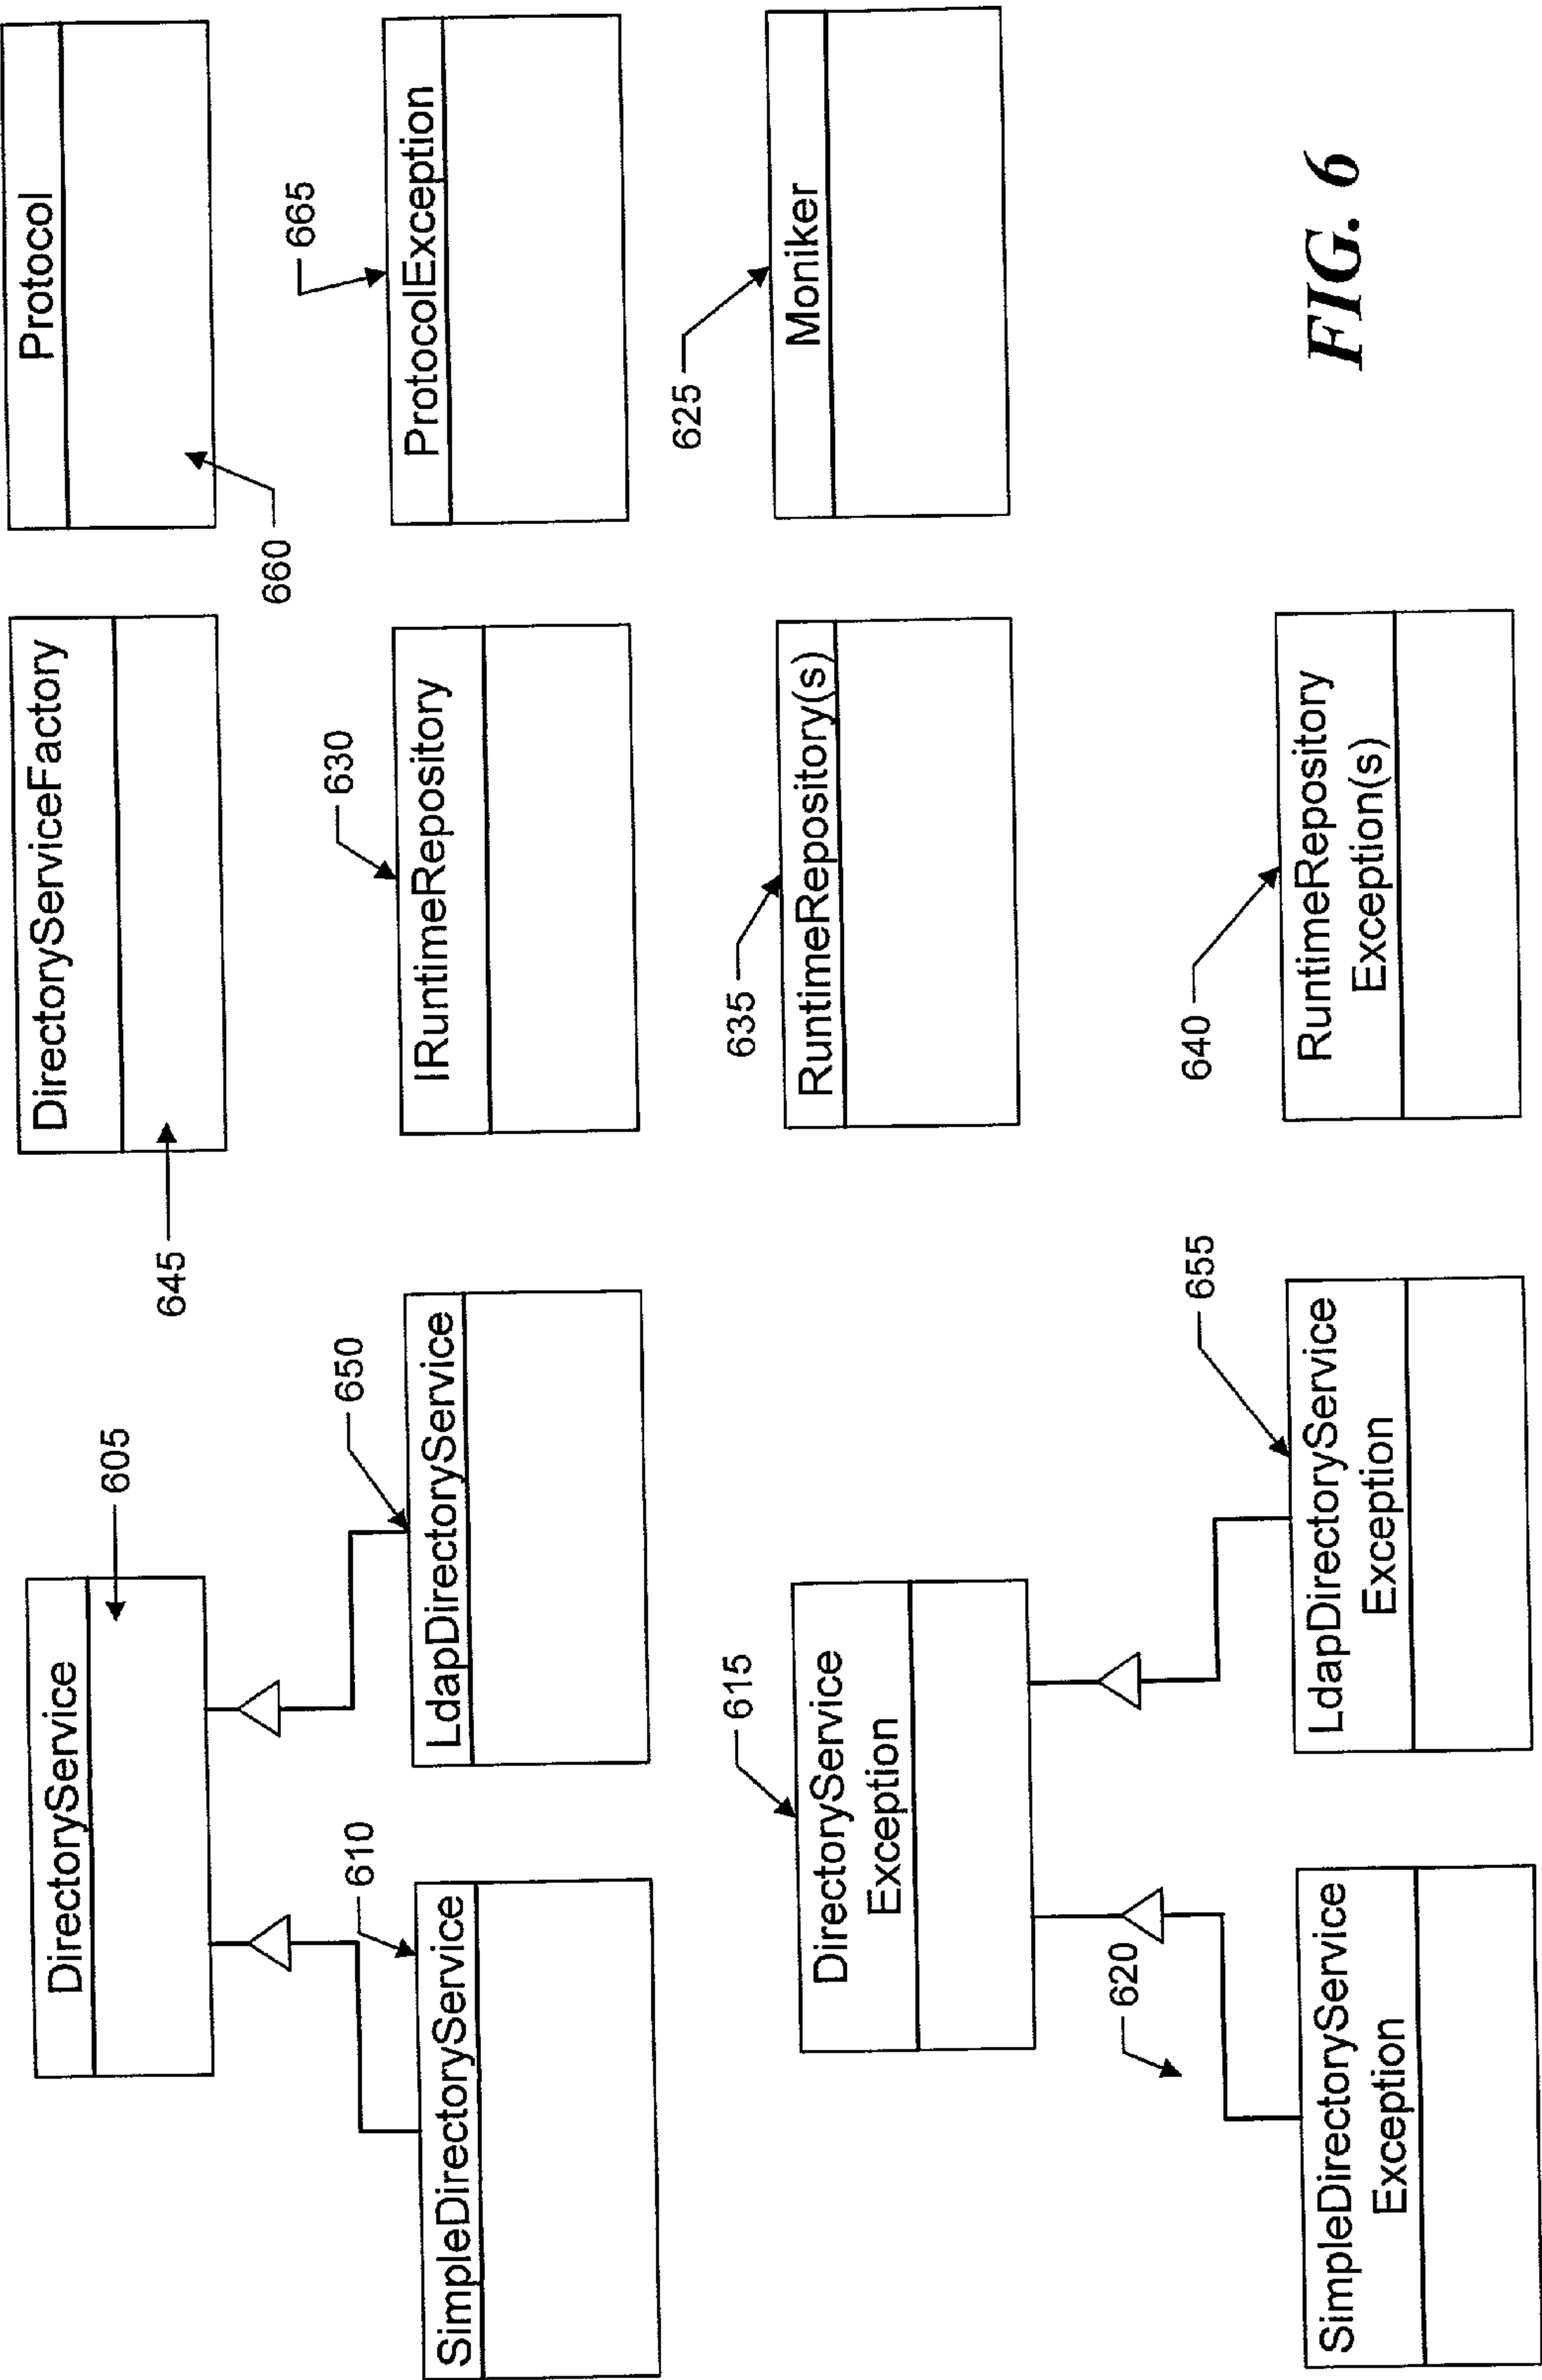 DirectoryService
605
SimpleDirectoryService
610
LdapDirectoryService
650
DirectoryService
Exception
615
620
SimpleDirectoryService
Exception
LdapDirectoryService
Exception
655
DirectoryServiceFactory
645
IRuntimeRepository
630
RuntimeRepository(s)
635
RuntimeRepository
Exception(s)
640
Protocol
660
ProtocolException
665
Moniker
625
FIG. 6